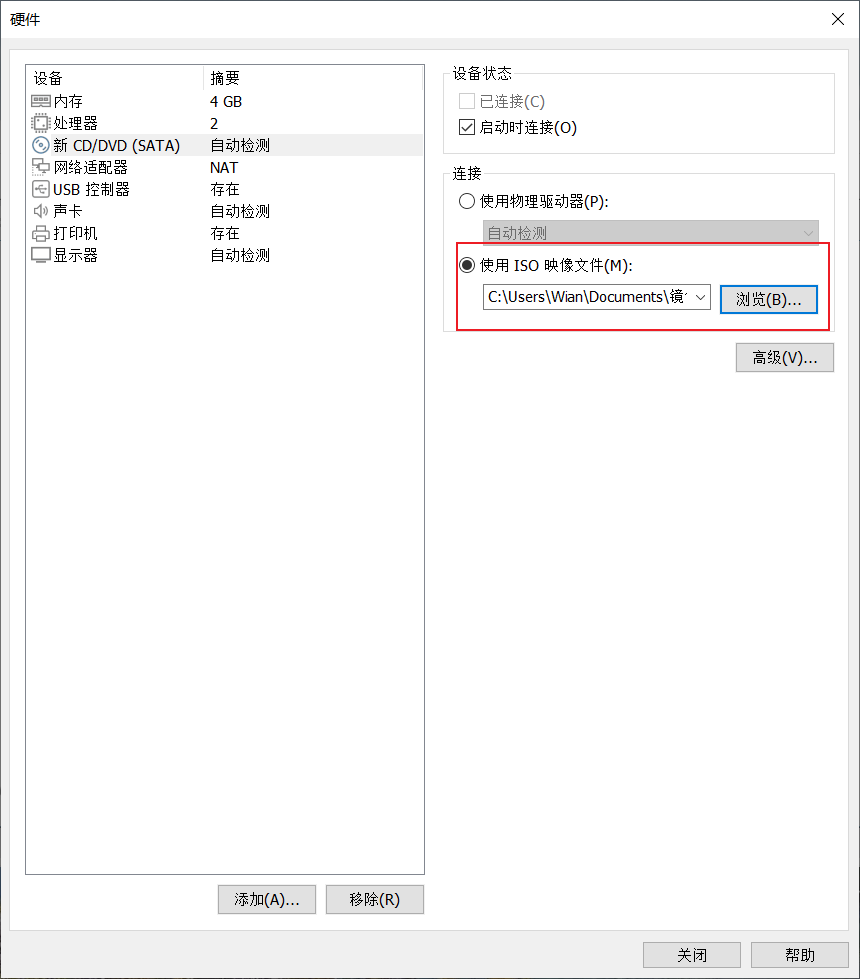 硬件
设备 摘要
内存 4 GB
处理器 2
新 CD/DVD (SATA) 自动检测
网络适配器 NAT
USB 控制器 存在
声卡 自动检测
打印机 存在
显示器 自动检测
添加(A)... 移除(R)
设备状态
已连接(C)
启动时连接(O)
连接
使用物理驱动器(P):
自动检测
使用 ISO 映像文件(M):
C:\Users\Wian\Documents\镜
浏览(B)...
高级(V)...
关闭 帮助